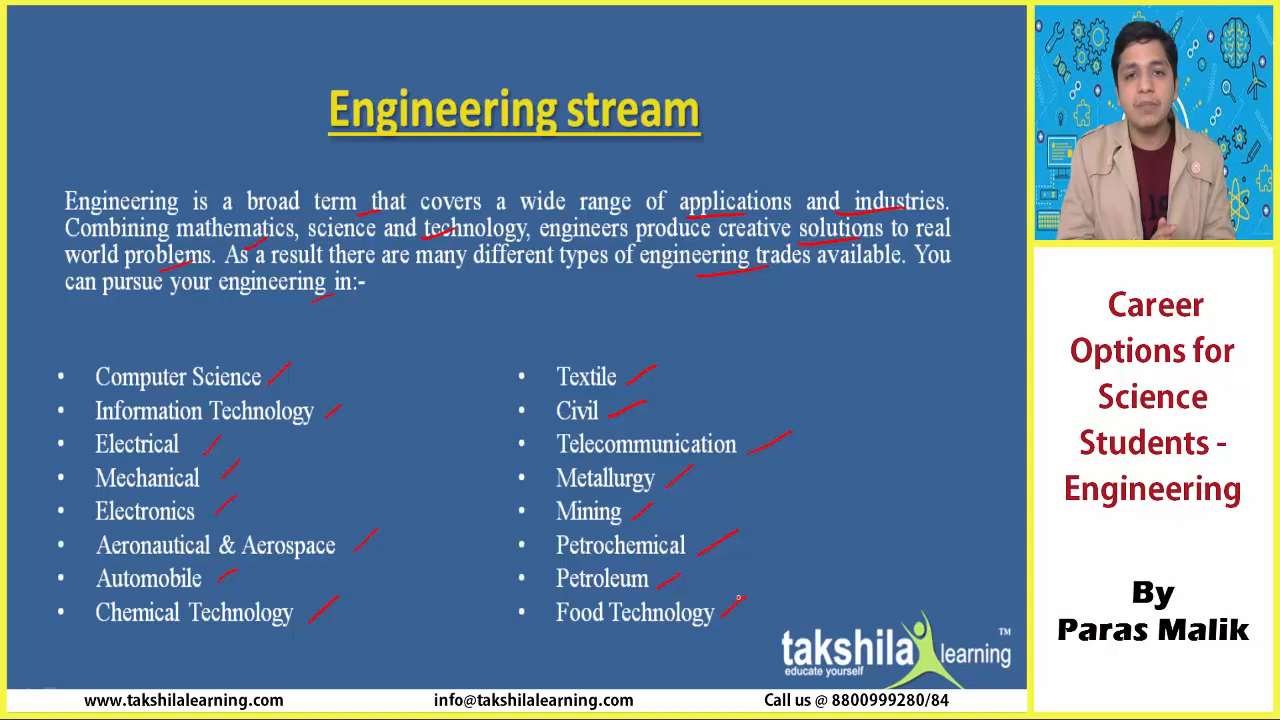 Engineering stream
Engineering is a broad term that covers a wide range of applications and industries.
Combining mathematics, science and technology, engineers produce creative solutions to real
world problems. As a result there are many different types of engineering trades available. You
can pursue your engineering in:-
• Computer Science
• Information Technology
• Electrical
• Mechanical
• Electronics
• Aeronautical & Aerospace
• Automobile
• Chemical Technology
• Textile
• Civil
• Telecommunication
• Metallurgy
• Mining
• Petrochemical
• Petroleum
• Food Technology
takshila learning ™
educate yourself
www.takshilalearning.com
info@takshilalearning.com
Call us @ 8800999280/84
Career
Options for
Science
Students -
Engineering
By
Paras Malik